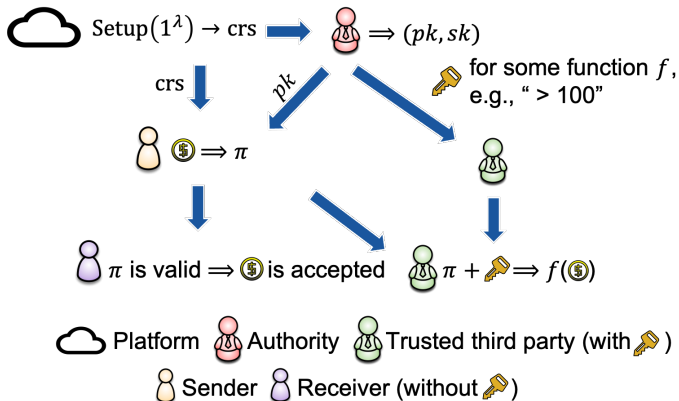 Setup(1^λ) → crs
⟹ (pk, sk)
for some function f,
e.g., “ > 100”
crs
pk
$ ⟹ π
π is valid ⟹ $ is accepted
π + ⟹ f($)
Platform Authority Trusted third party (with )
Sender Receiver (without )